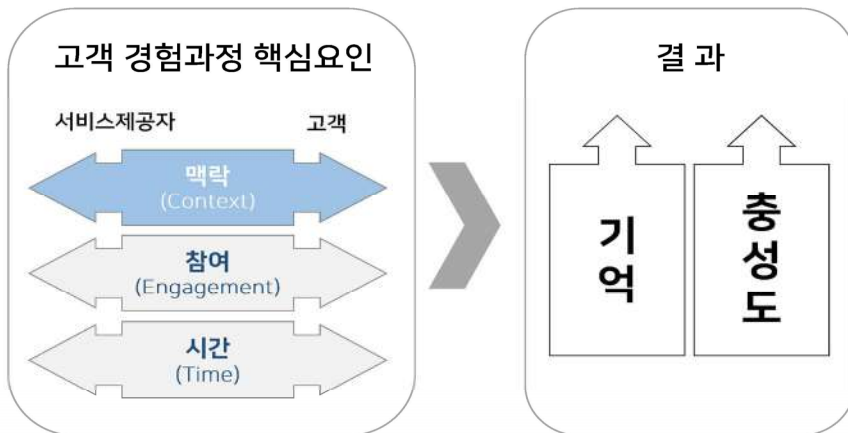 고객 경험과정 핵심요인
서비스제공자
고객
맥락
(Context)
참여
(Engagement)
시간
(Time)
결 과
기억
충성도